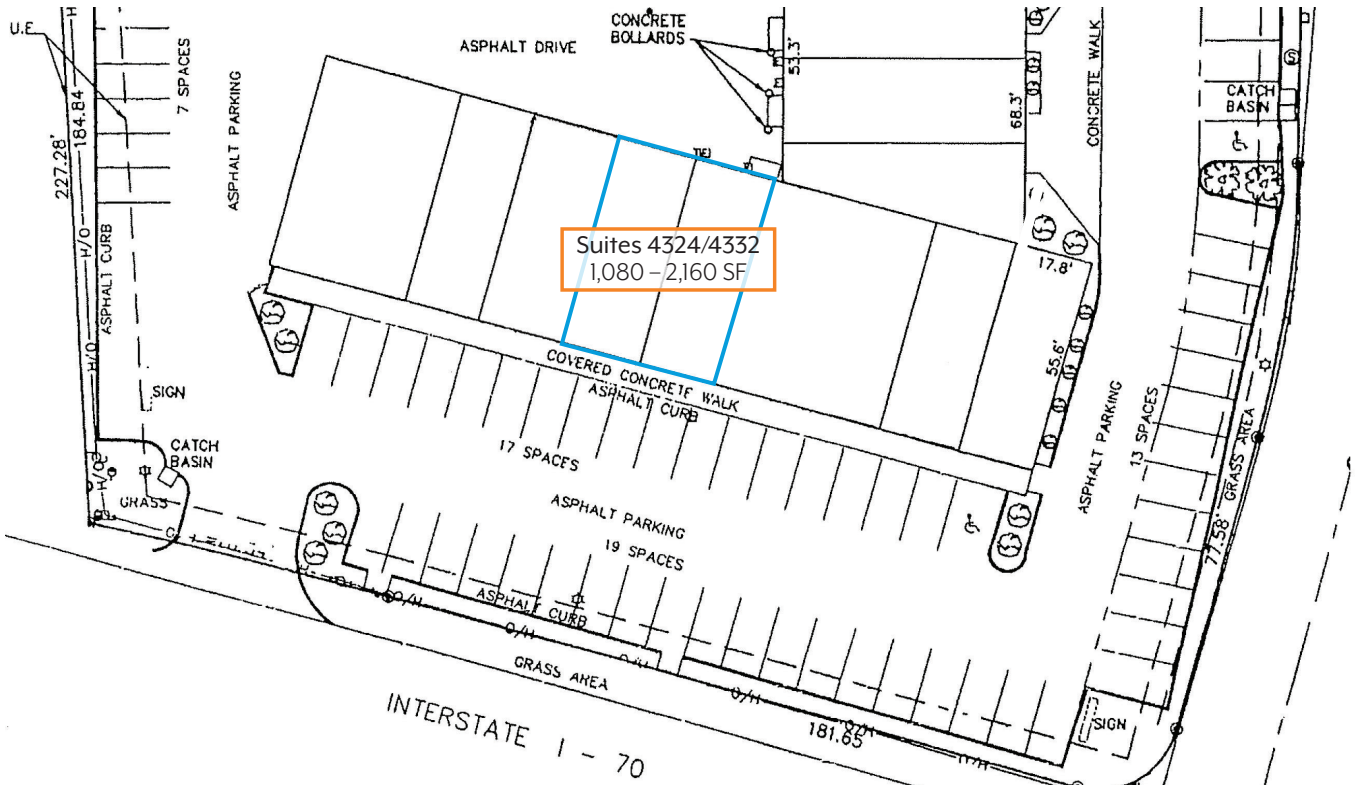 U.E.
CONCRETE
BOLLARDS
ASPHALT DRIVE
7 SPACES
ASPHALT PARKING
53.3'
68.3'
CONCRETE WALK
S
CATCH
BASIN
H/O
184.84
227.28'
H/O
ASPHALT CURB
H/O
Suites 4324/4332
1,080 – 2,160 SF
17.8'
55.6'
COVERED CONCRETE WALK
ASPHALT CURB
SIGN
CATCH
BASIN
GRASS
17 SPACES
ASPHALT PARKING
19 SPACES
ASPHALT PARKING
13 SPACES
GRASS AREA
77.58'
ASPHALT CURB
O/H
O/H
O/H
O/H
O/H
O/H
GRASS AREA
181.65
SIGN
INTERSTATE I - 70